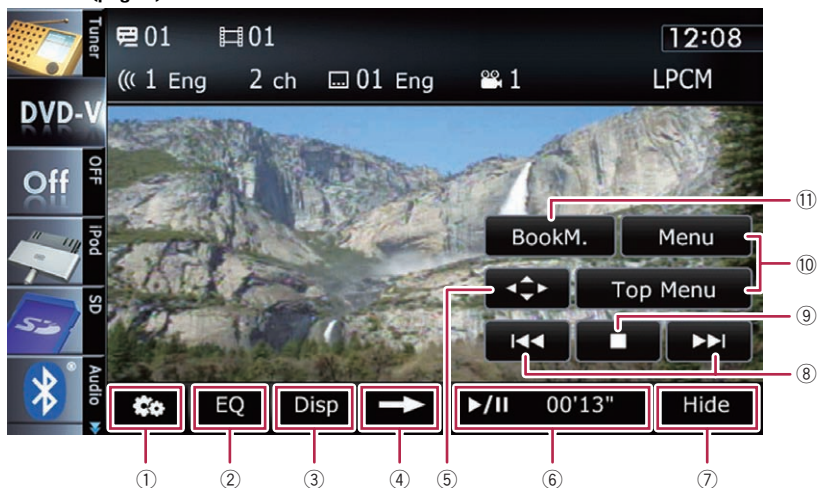 Tuner
01 01 12:08
1 Eng 2 ch 01 Eng 1 LPCM
DVD-V
Off OFF
iPod
SD
SD
Audio
BookM. Menu
Top Menu
EQ Disp ▶/II 00'13" Hide
⑪
⑩
⑨
⑧
① ② ③ ④ ⑤ ⑥ ⑦